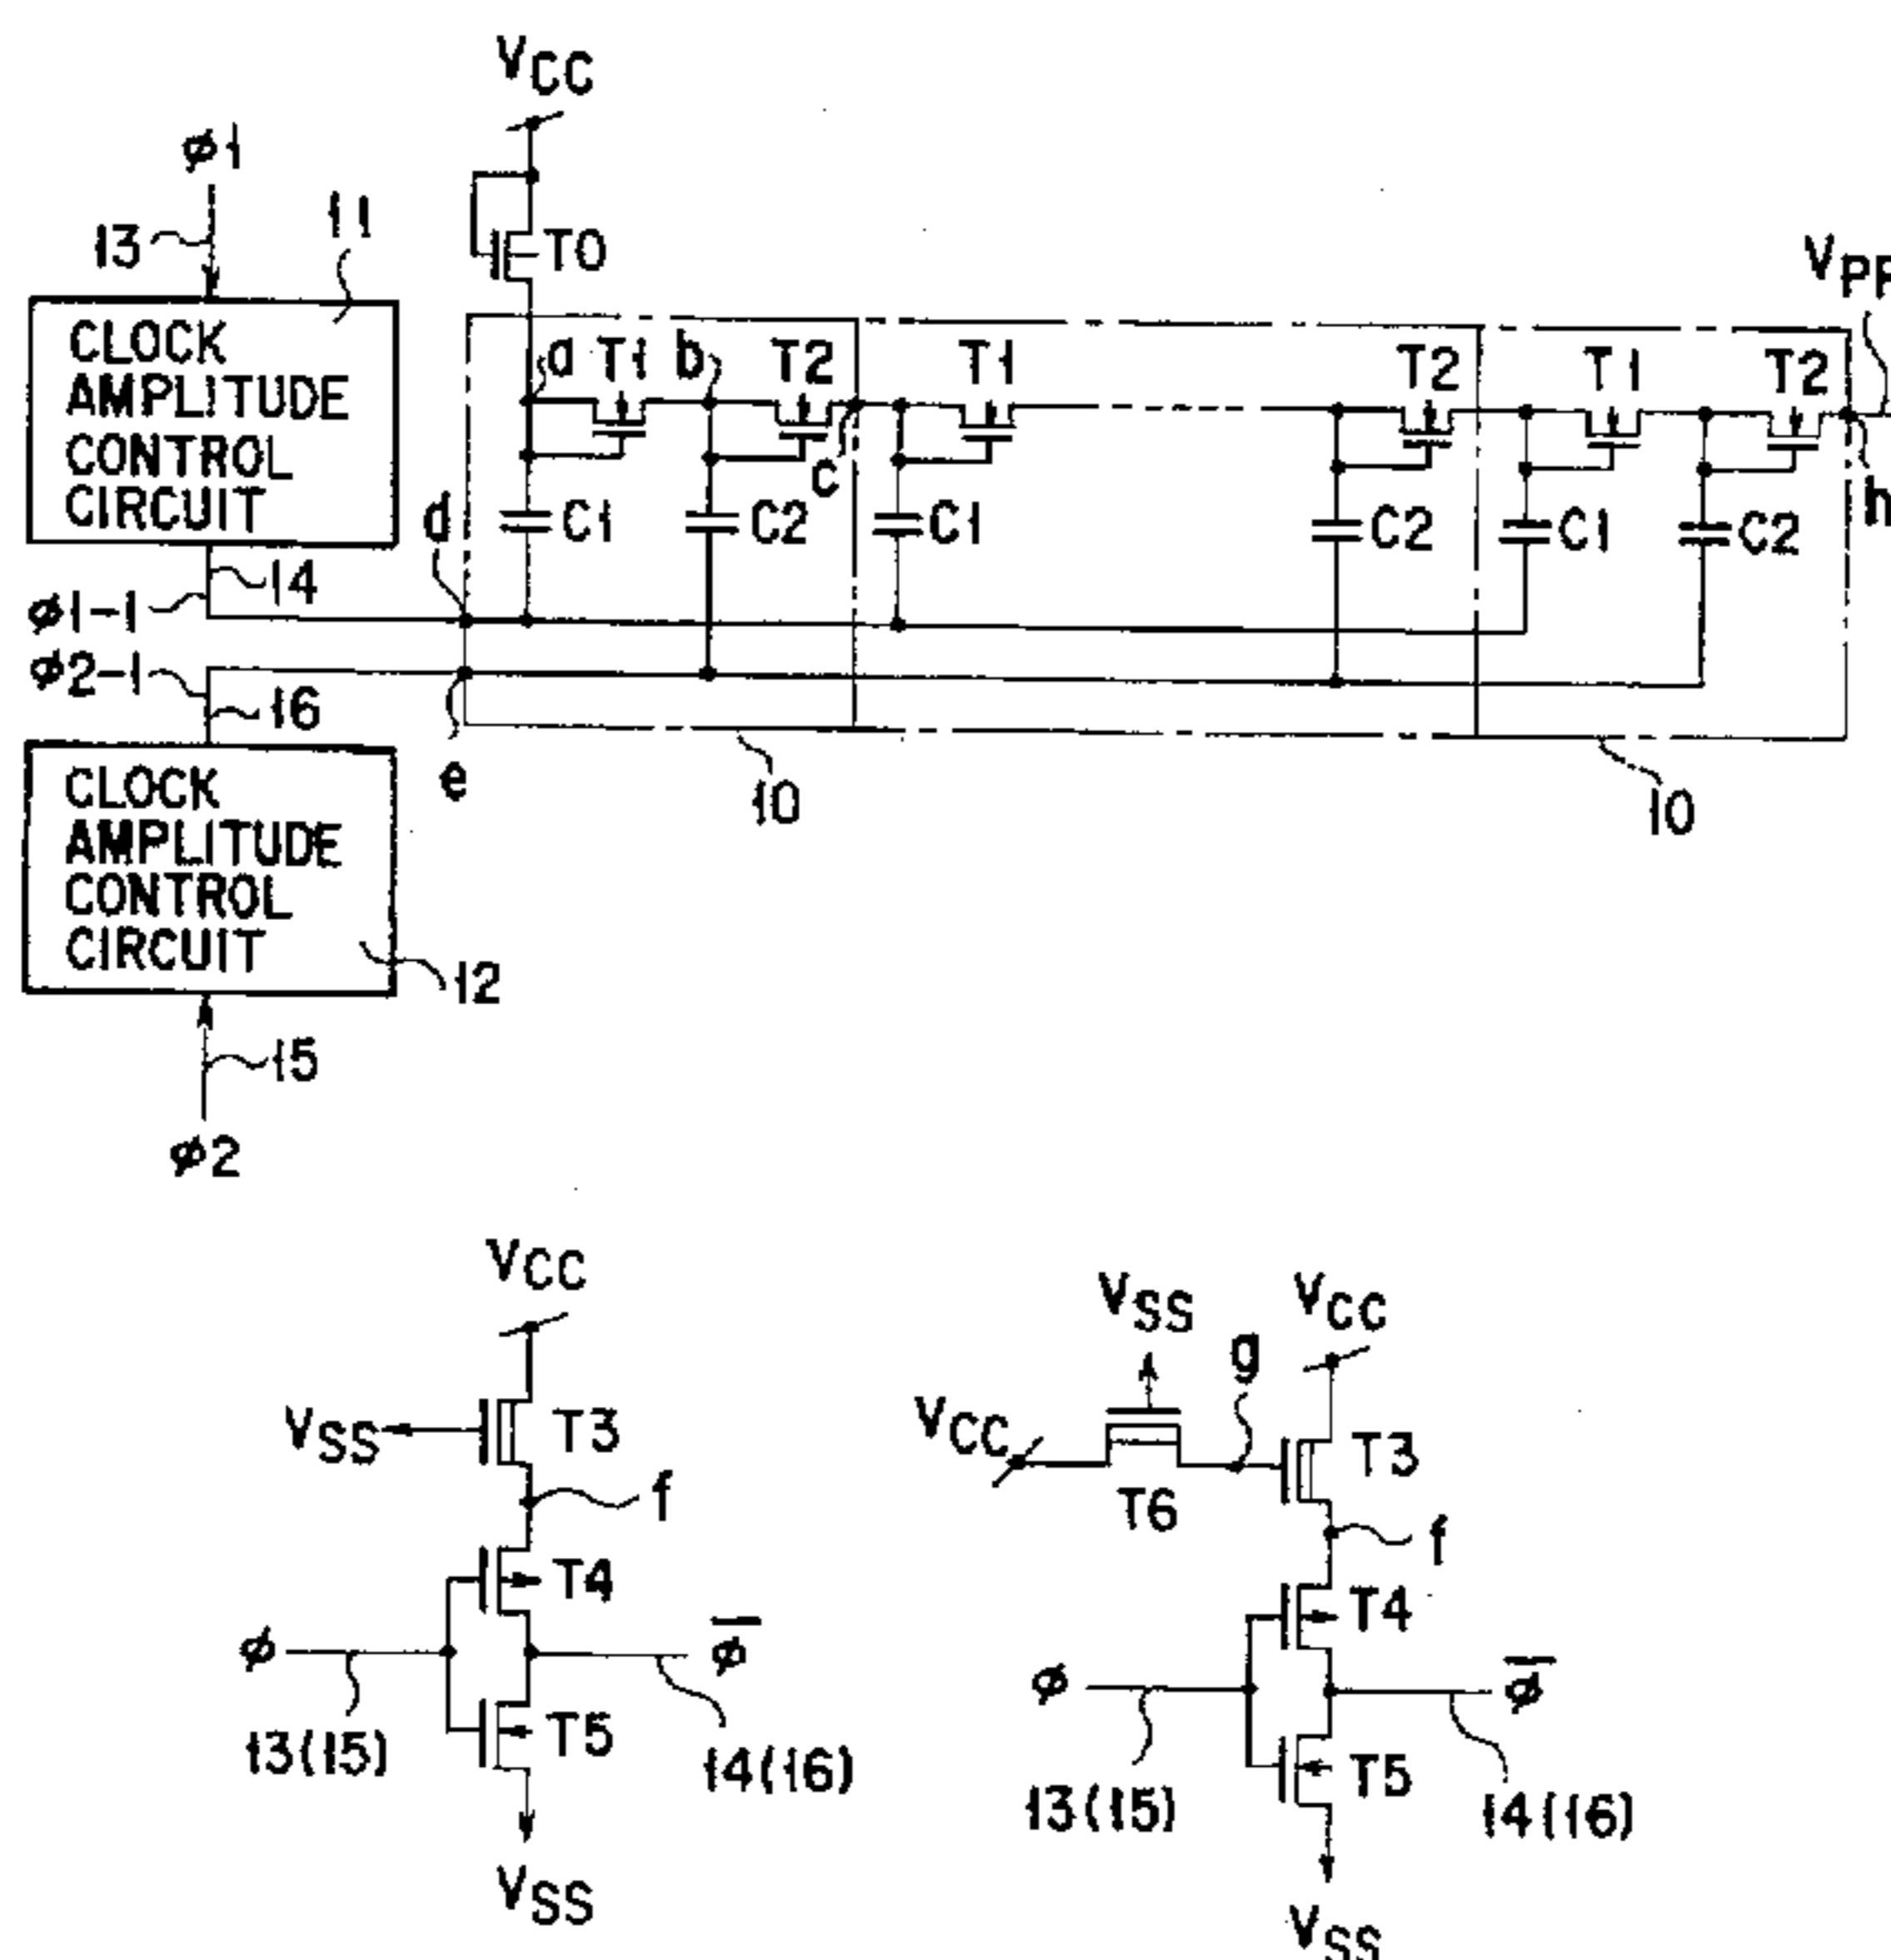 VCC
ϕ1
13
11
T0
VPP
CLOCK
AMPLITUDE
CONTROL
CIRCUIT
a
T1
b
T2
T1
T2
T1
T2
c
h
d
C1
C2
C1
C2
C1
C2
14
ϕ1-1
ϕ2-1
16
e
10
10
CLOCK
AMPLITUDE
CONTROL
CIRCUIT
12
15
ϕ2
VCC
VSS
T3
f
T4
ϕ
ϕ̅
T5
13(15)
14(16)
VSS
VSS
VCC
g
VCC
T3
T6
f
T4
ϕ
ϕ̅
T5
13(15)
14(16)
VSS